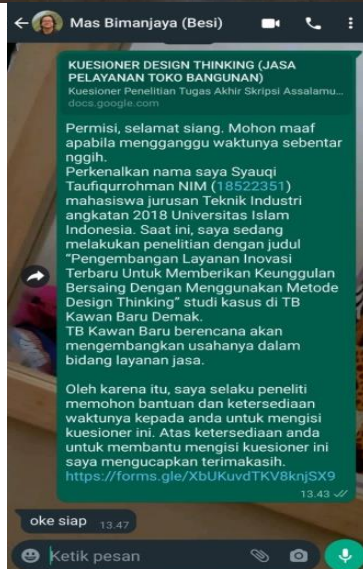 Mas Bimanjaya (Besi)
KUESIONER DESIGN THINKING (JASA
PELAYANAN TOKO BANGUNAN)
Kuesioner Penelitian Tugas Akhir Skripsi Assalamu...
docs.google.com
Permisi, selamat siang. Mohon maaf
apabila mengganggu waktunya sebentar
nggih.
Perkenalkan nama saya Syauqi
Taufiqurrohman NIM (18522351)
mahasiswa jurusan Teknik Industri
angkatan 2018 Universitas Islam
Indonesia. Saat ini, saya sedang
melakukan penelitian dengan judul
"Pengembangan Layanan Inovasi
Terbaru Untuk Memberikan Keunggulan
Bersaing Dengan Menggunakan Metode
Design Thinking" studi kasus di TB
Kawan Baru Demak.
TB Kawan Baru berencana akan
mengembangkan usahanya dalam
bidang layanan jasa.
Oleh karena itu, saya selaku peneliti
memohon bantuan dan ketersediaan
waktunya kepada anda untuk mengisi
kuesioner ini. Atas ketersediaan anda
untuk membantu mengisi kuesioner ini
saya mengucapkan terimakasih.
https://forms.gle/XbUKuvdTKV8knjSX9
13.43
oke siap 13.47
Ketik pesan